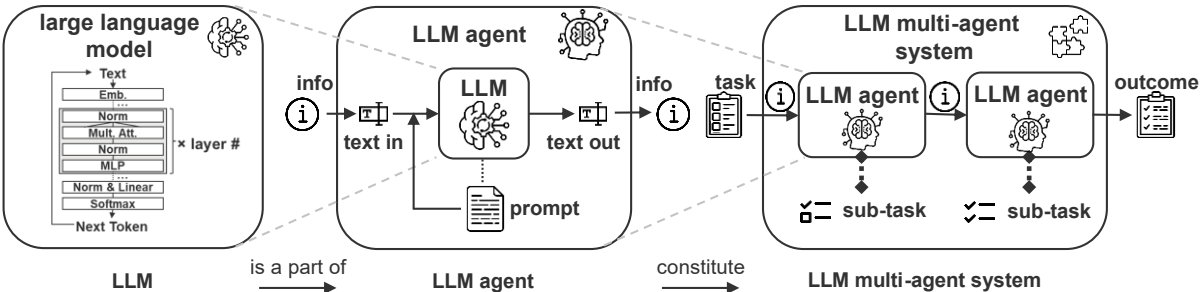 large language
model
Text
Emb.
...
Norm
Mult. Att.
Norm
MLP
× layer #
...
Norm & Linear
Softmax
Next Token
LLM agent
info
i
T
text in
LLM
prompt
T
text out
info
i
LLM multi-agent
system
task
i
LLM agent
sub-task
i
LLM agent
sub-task
outcome
LLM
is a part of
LLM agent
constitute
LLM multi-agent system